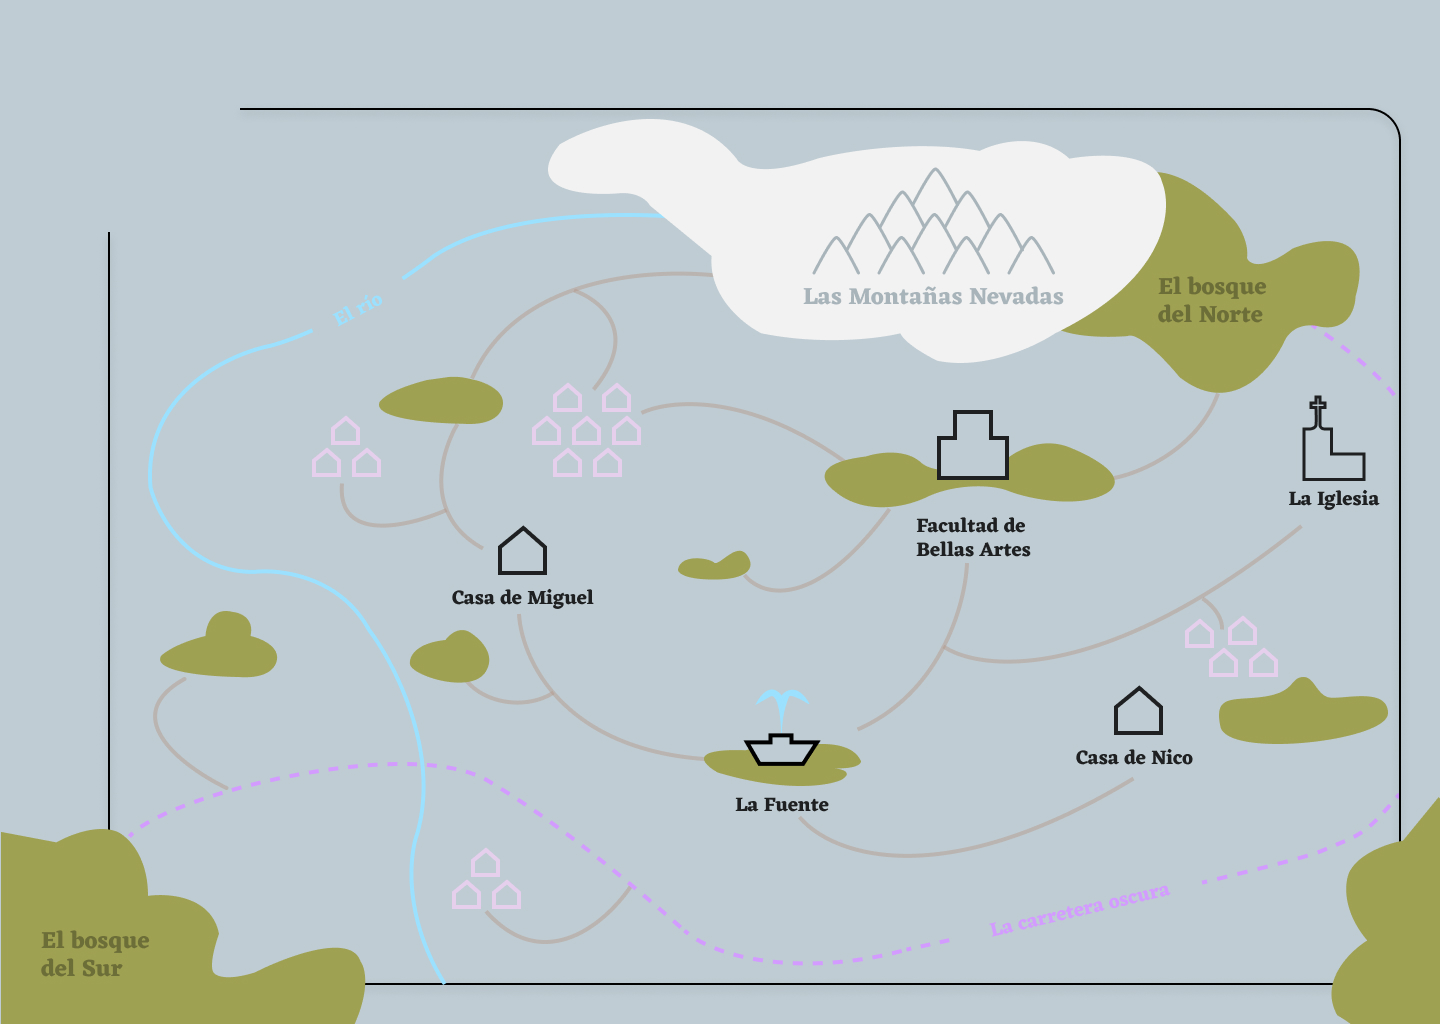 El río
Las Montañas Nevadas
El bosque
del Norte
La Iglesia
Facultad de
Bellas Artes
Casa de Miguel
Casa de Nico
La Fuente
La carretera oscura
El bosque
del Sur